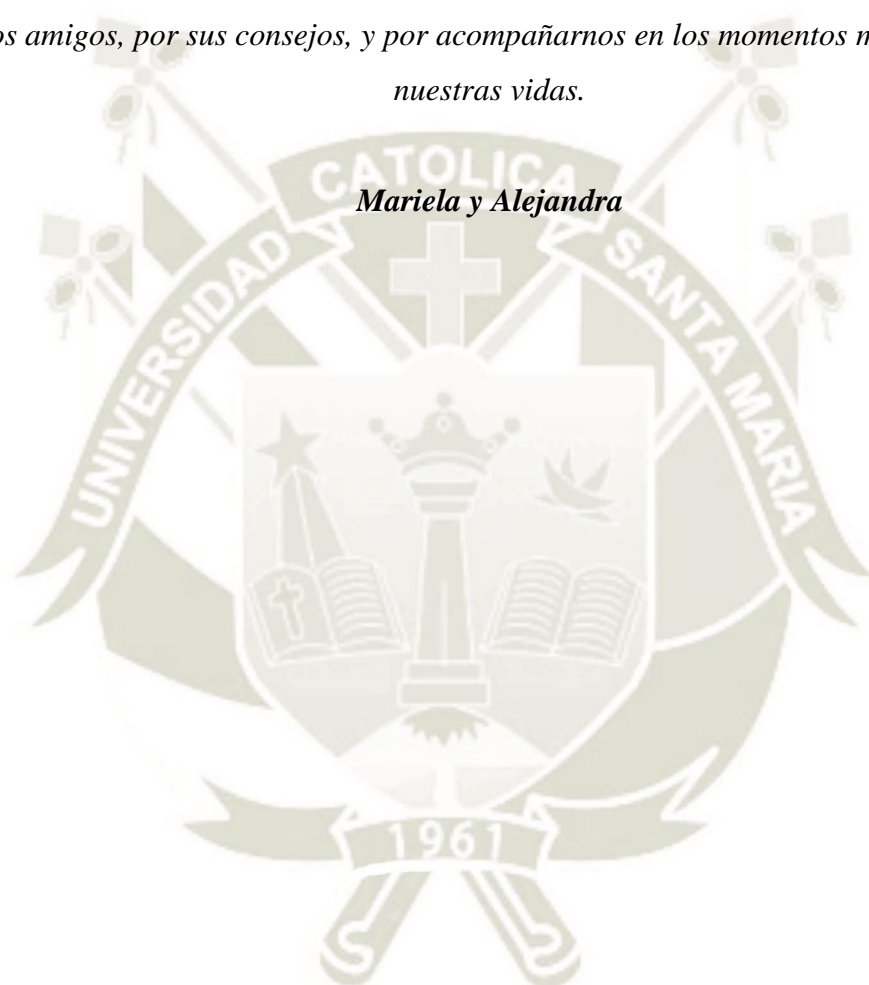 os amigos, por sus consejos, y por acompañarnos en los momentos m
nuestras vidas.
Mariela y Alejandra
UNIVERSIDAD
CATOLICA
SANTA MARIA
1961